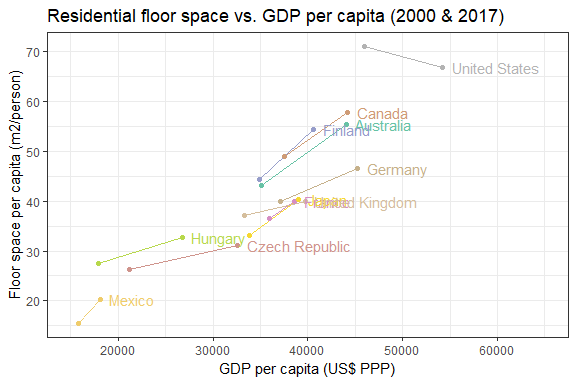 Residential floor space vs. GDP per capita (2000 & 2017)
Floor space per capita (m2/person)
70
60
50
40
30
20
United States
Canada
Australia
Finland
Germany
France
United Kingdom
Hungary
Czech Republic
Mexico
20000 30000 40000 50000 60000
GDP per capita (US$ PPP)